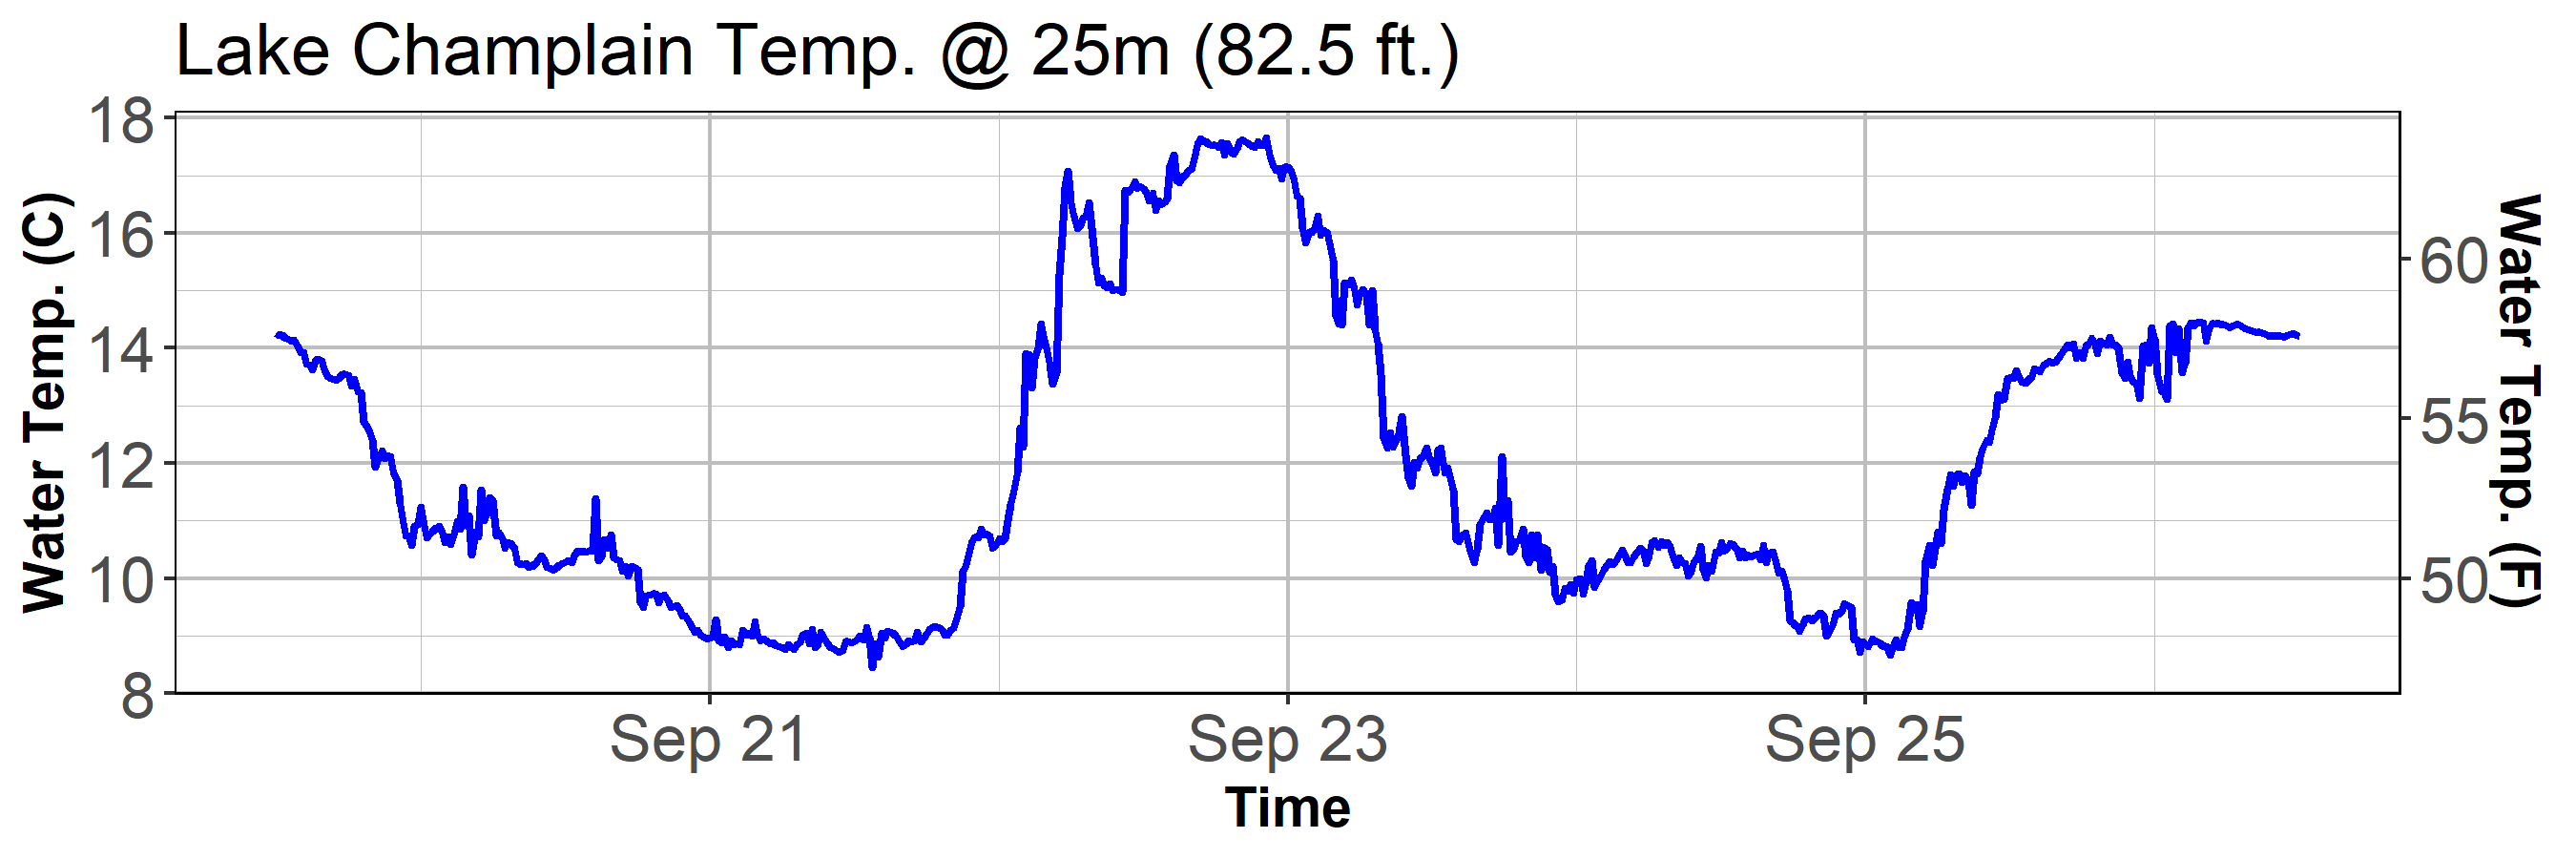 Lake Champlain Temp. @ 25m (82.5 ft.)
Water Temp. (C)
18
16
14
12
10
8
60
55
50
Water Temp. (F)
Sep 21 Sep 23 Sep 25
Time